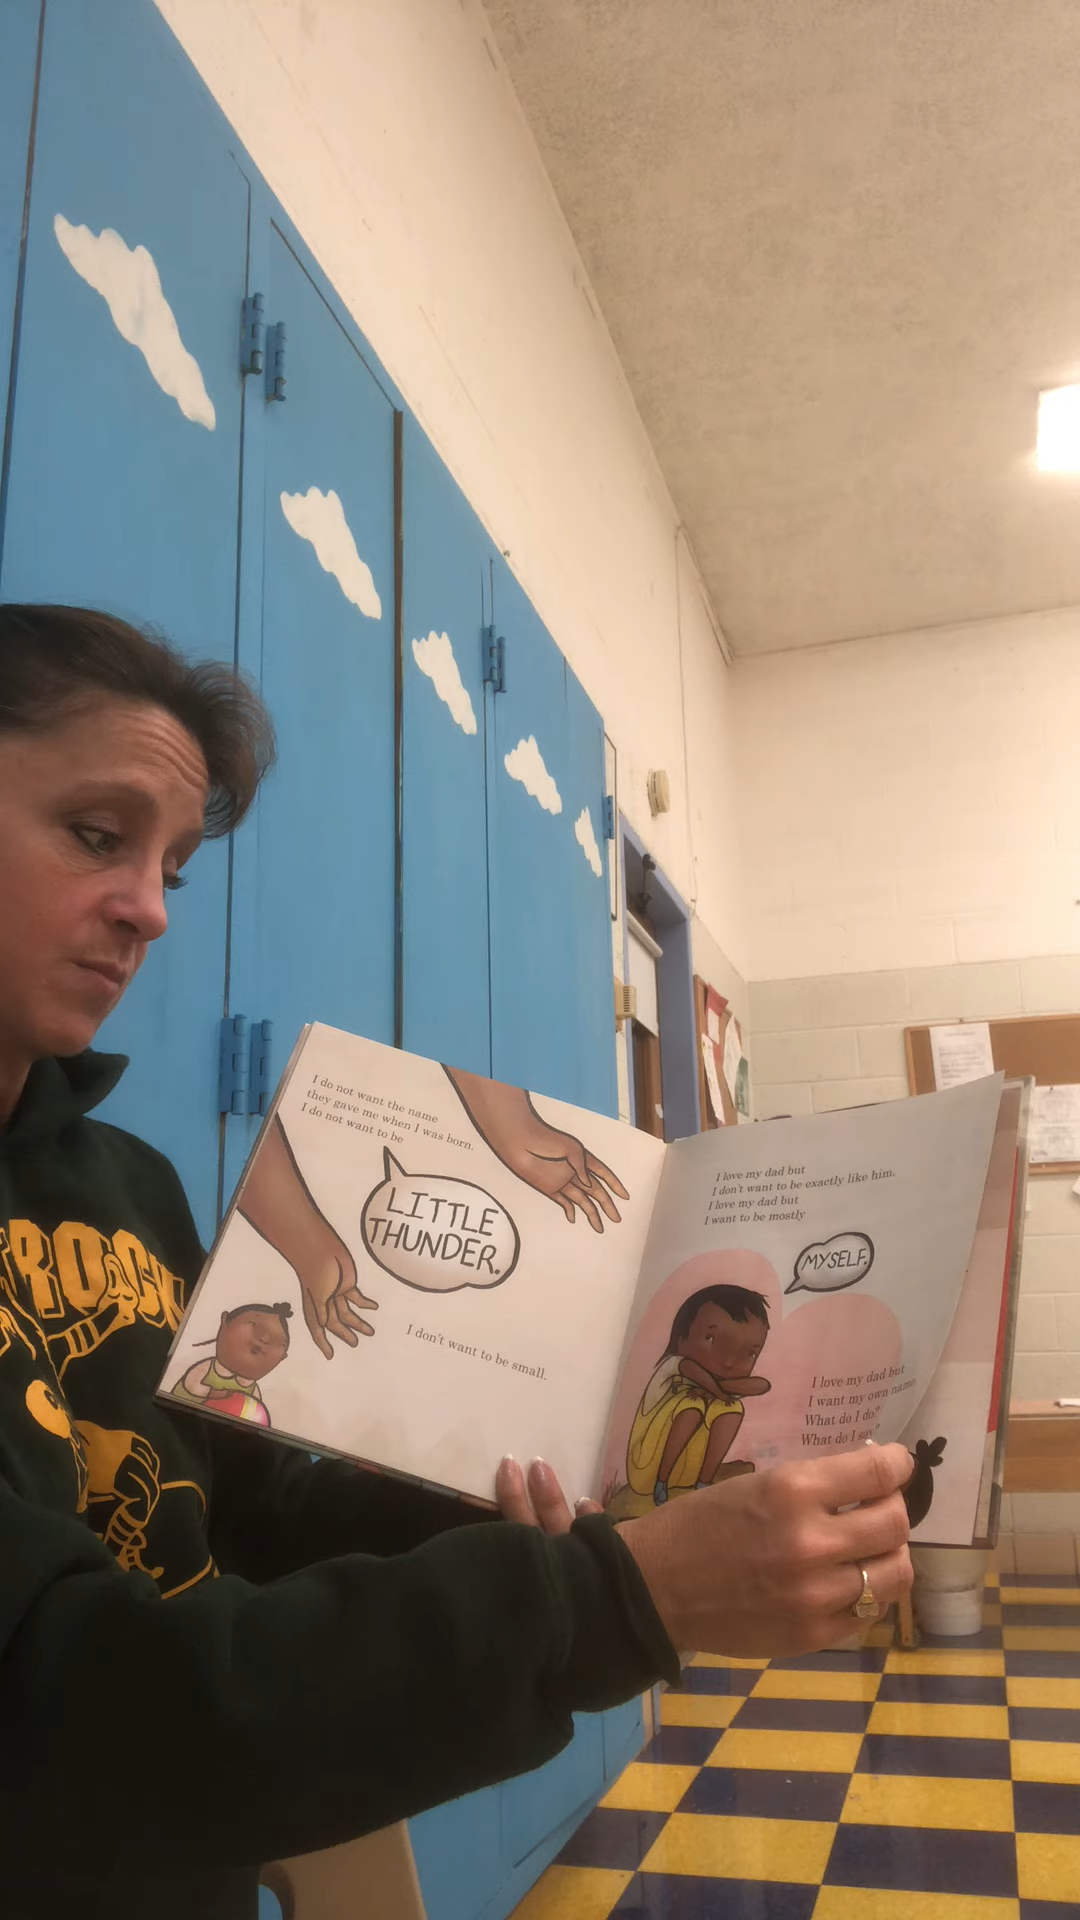 I do not want the name
they gave me when I was born.
I do not want to be
LITTLE
THUNDER.
I don't want to be small.
I love my dad but
I don't want to be exactly like him.
I love my dad but
I want to be mostly
MYSELF.
I love my dad but
I want my own name.
What do I do?
What do I say?